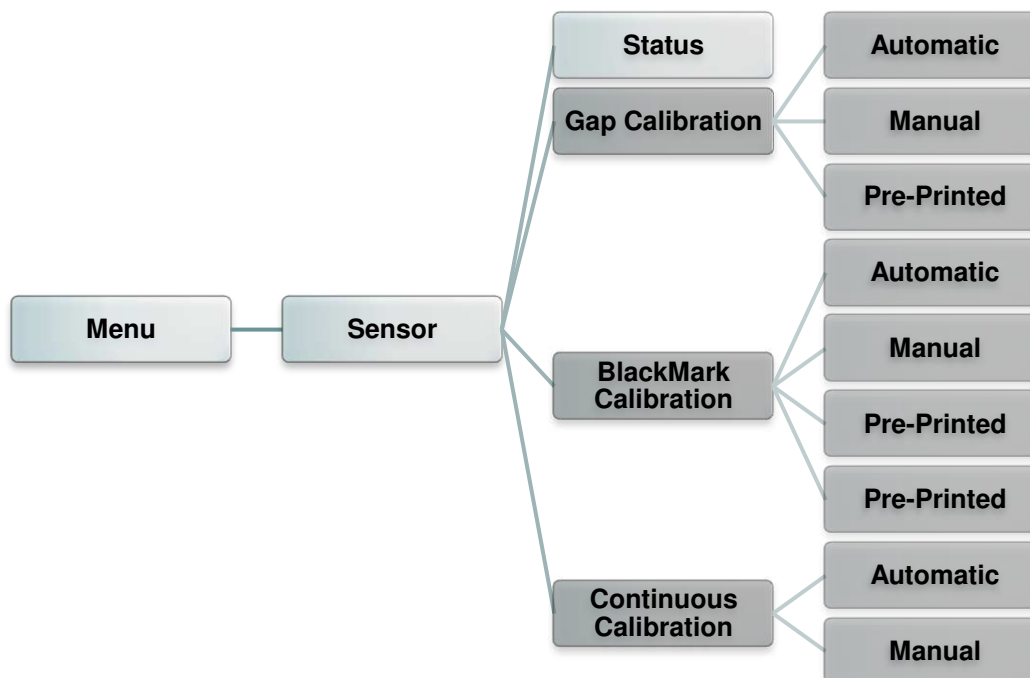 Menu
Sensor
Status
Gap Calibration
Automatic
Manual
Pre-Printed
BlackMark
Calibration
Automatic
Manual
Pre-Printed
Pre-Printed
Continuous
Calibration
Automatic
Manual